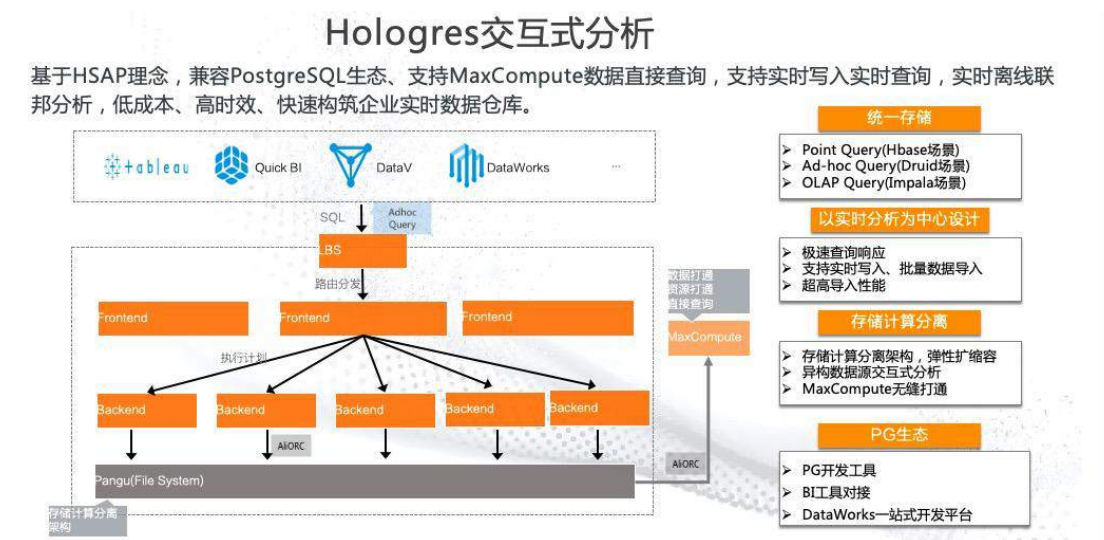 Hologres交互式分析
基于HSAP理念，兼容PostgreSQL生态、支持MaxCompute数据直接查询，支持实时写入实时查询，实时离线联
邦分析，低成本、高时效、快速构筑企业实时数据仓库。
tableau
Quick BI
DataV
DataWorks
...
SQL
Adhoc
Query
LBS
路由分发
Frontend
Frontend
Frontend
执行计划
Backend
Backend
Backend
Backend
Backend
AliORC
Pangu(File System)
存储计算分离
架构
数据打通
资源打通
直接查询
MaxCompute
AliORC
统一存储
➢ Point Query(Hbase场景)
➢ Ad-hoc Query(Druid场景)
➢ OLAP Query(Impala场景)
以实时分析为中心设计
➢ 极速查询响应
➢ 支持实时写入、批量数据导入
➢ 超高导入性能
存储计算分离
➢ 存储计算分离架构，弹性扩缩容
➢ 异构数据源交互式分析
➢ MaxCompute无缝打通
PG生态
➢ PG开发工具
➢ BI工具对接
➢ DataWorks一站式开发平台